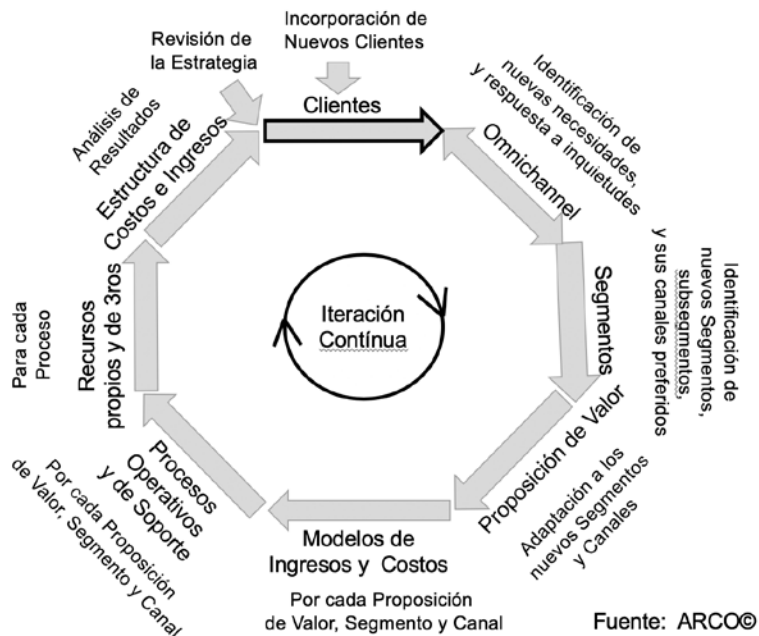 Incorporación de
Nuevos Clientes
Clientes
Identificación de
nuevas necesidades,
y respuesta a inquietudes
Omnichannel
Identificación de
nuevos Segmentos,
subsegmentos,
y sus canales preferidos
Segmentos
Proposición de Valor
Adaptación a los
nuevos Segmentos
y Canales
Modelos de
Ingresos y Costos
Por cada Proposición
de Valor, Segmento y Canal
Procesos
Operativos
y de Soporte
Por cada Proposición
de Valor, Segmento y Canal
Recursos
propios y de 3ros
Para cada
Proceso
Estructura de
Costos e Ingresos
Análisis de
Resultados
Revisión de
la Estrategia
Iteración
Contínua
Fuente: ARCO©